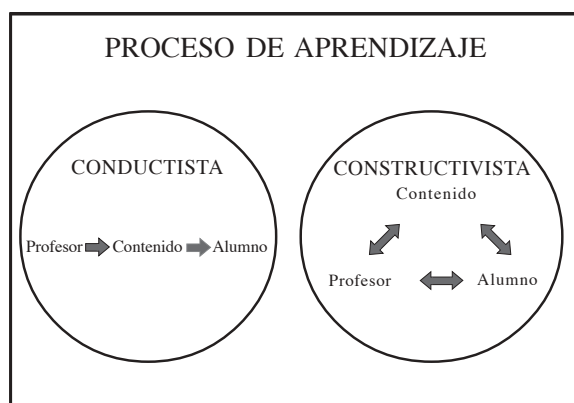 PROCESO DE APRENDIZAJE
CONDUCTISTA
Profesor Contenido Alumno
CONSTRUCTIVISTA
Contenido
Profesor Alumno